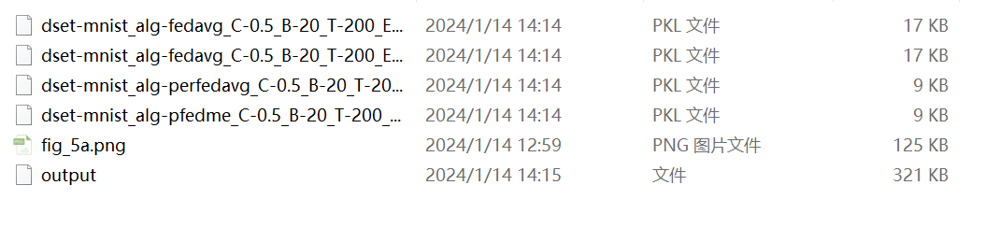 dset-mnist_alg-fedavg_C-0.5_B-20_T-200_E... 2024/1/14 14:14 PKL 文件 17 KB
dset-mnist_alg-fedavg_C-0.5_B-20_T-200_E... 2024/1/14 14:14 PKL 文件 17 KB
dset-mnist_alg-perfedavg_C-0.5_B-20_T-20... 2024/1/14 14:14 PKL 文件 9 KB
dset-mnist_alg-pfedme_C-0.5_B-20_T-200_... 2024/1/14 14:14 PKL 文件 9 KB
fig_5a.png 2024/1/14 12:59 PNG 图片文件 125 KB
output 2024/1/14 14:15 文件 321 KB